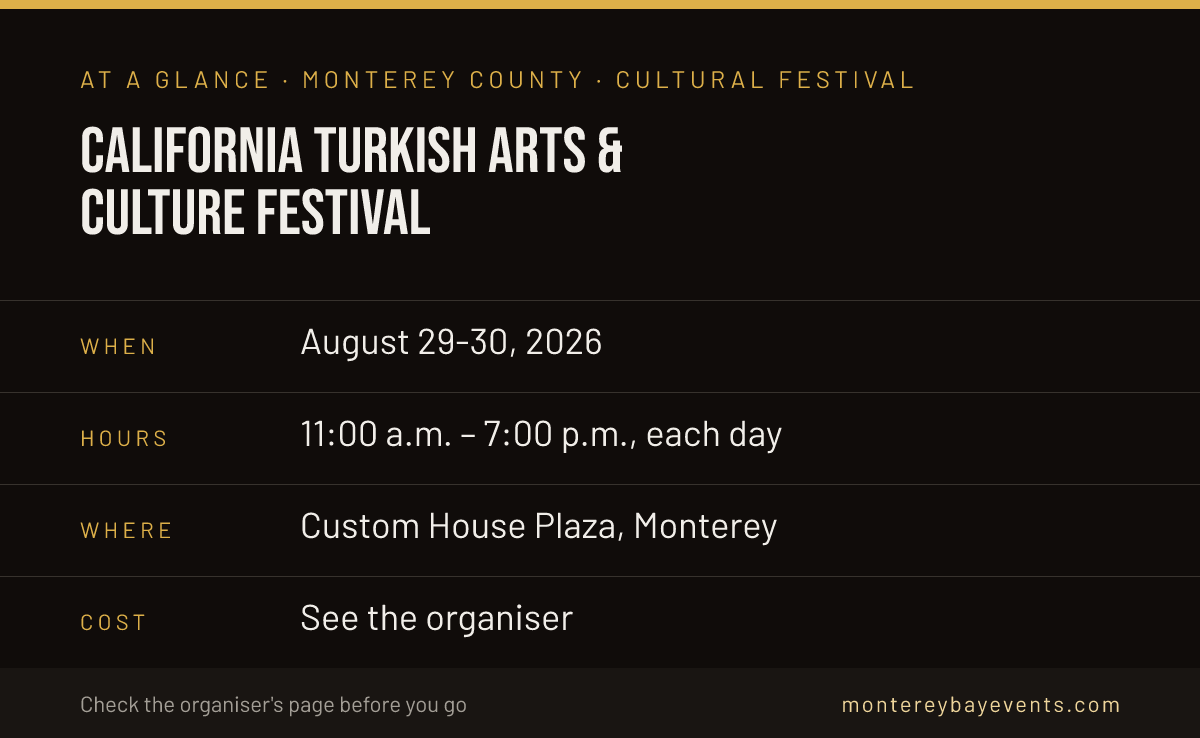 AT A GLANCE · MONTEREY COUNTY · CULTURAL FESTIVAL
CALIFORNIA TURKISH ARTS &
CULTURE FESTIVAL
WHEN August 29-30, 2026
HOURS 11:00 a.m. – 7:00 p.m., each day
WHERE Custom House Plaza, Monterey
COST See the organiser
Check the organiser's page before you go montereybayevents.com